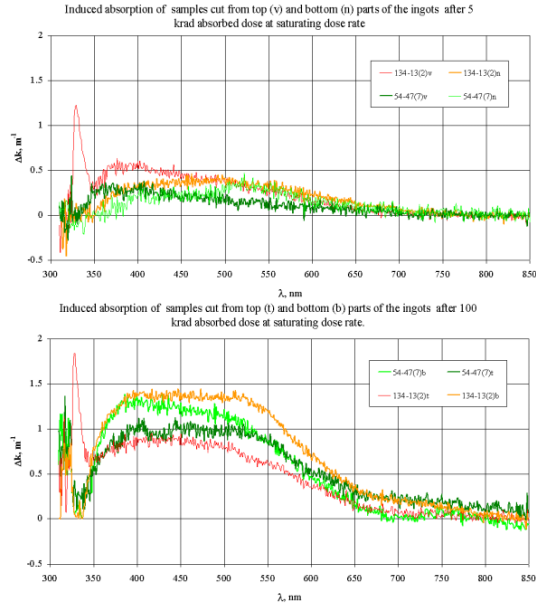 Induced absorption of samples cut from top (v) and bottom (n) parts of the ingots after 5
krad absorbed dose at saturating dose rate
2
1.5
1
0.5
0
-0.5
Δk, m⁻¹
134-13(2)v
134-13(2)n
54-47(7)v
54-47(7)n
300 350 400 450 500 550 600 650 700 750 800 850
λ, nm
Induced absorption of samples cut from top (t) and bottom (b) parts of the ingots after 100
krad absorbed dose at saturating dose rate.
2
1.5
1
0.5
0
-0.5
Δk, m⁻¹
54-47(7)b
54-47(7)t
134-13(2)t
134-13(2)b
300 350 400 450 500 550 600 650 700 750 800 850
λ, nm